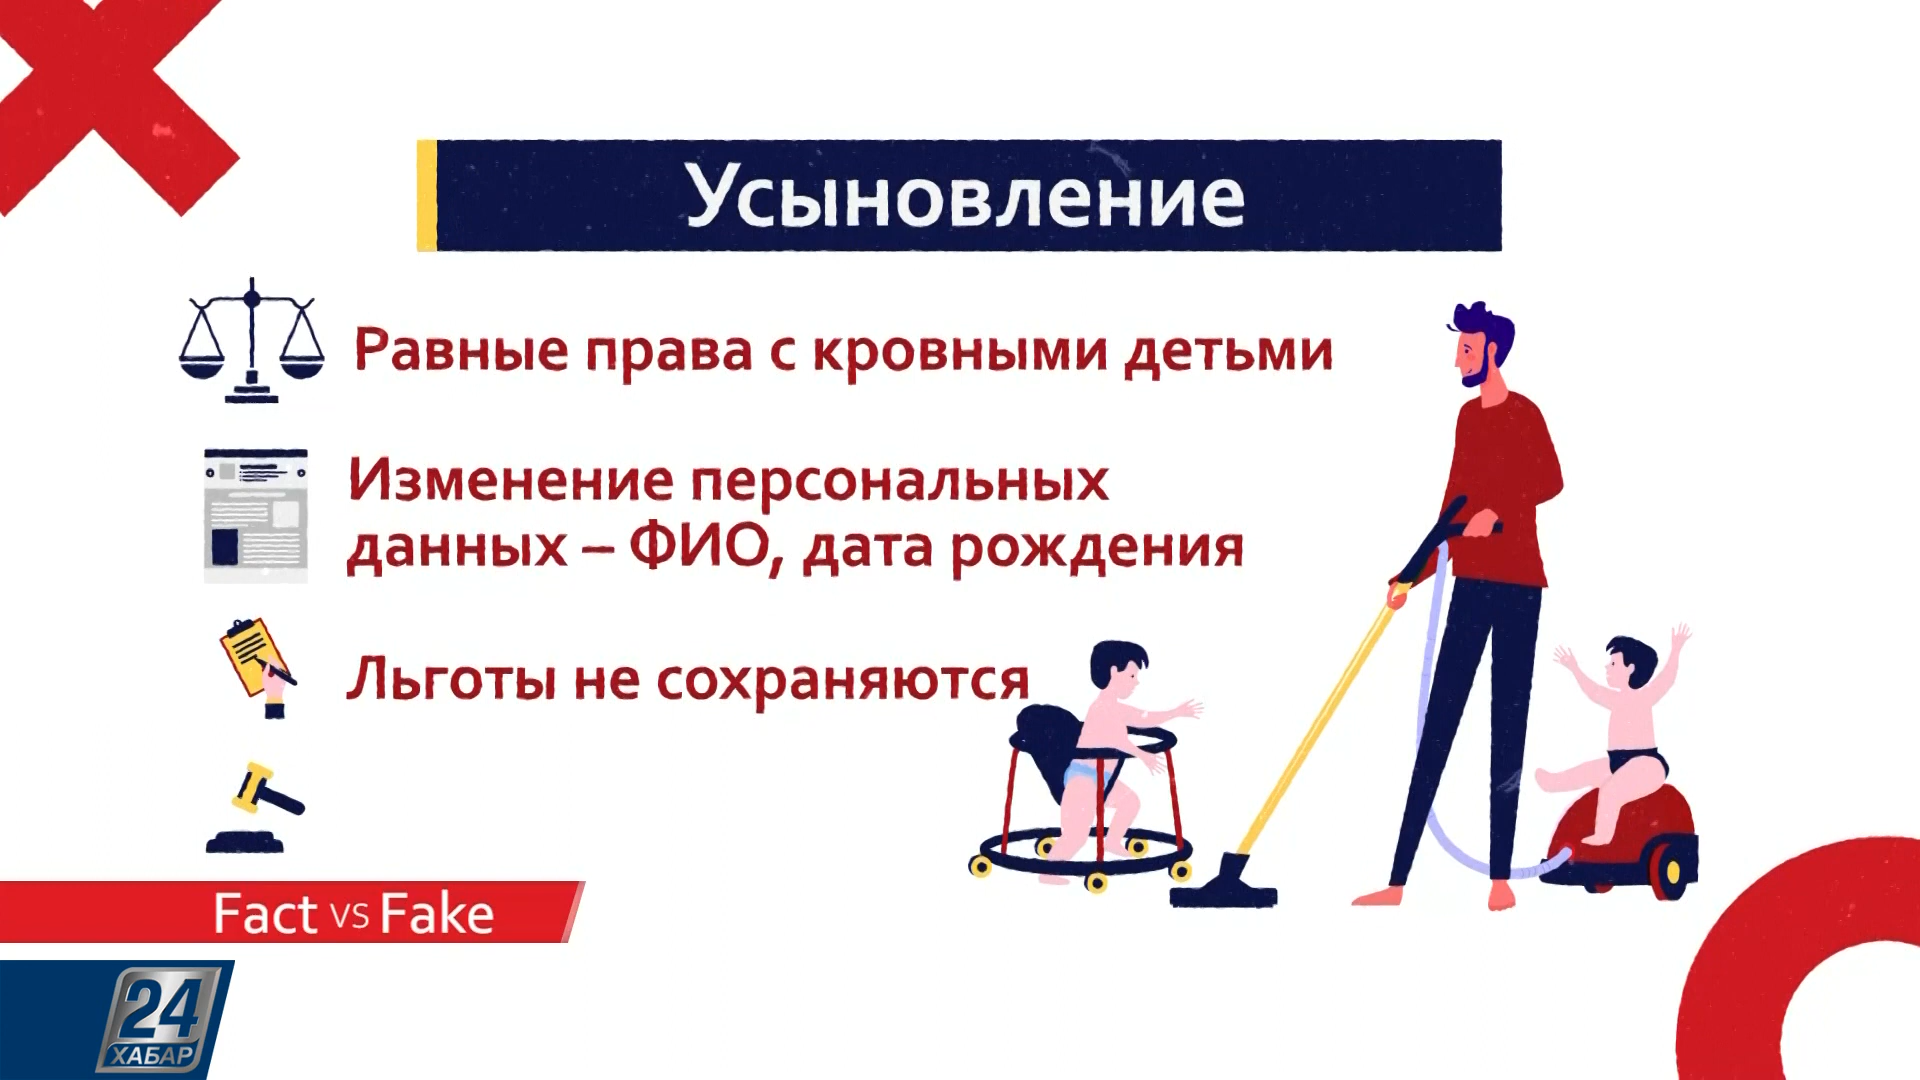 Усыновление
Равные права с кровными детьми
Изменение персональных
данных – ФИО, дата рождения
Льготы не сохраняются
Fact vs Fake
24
ХАБАР